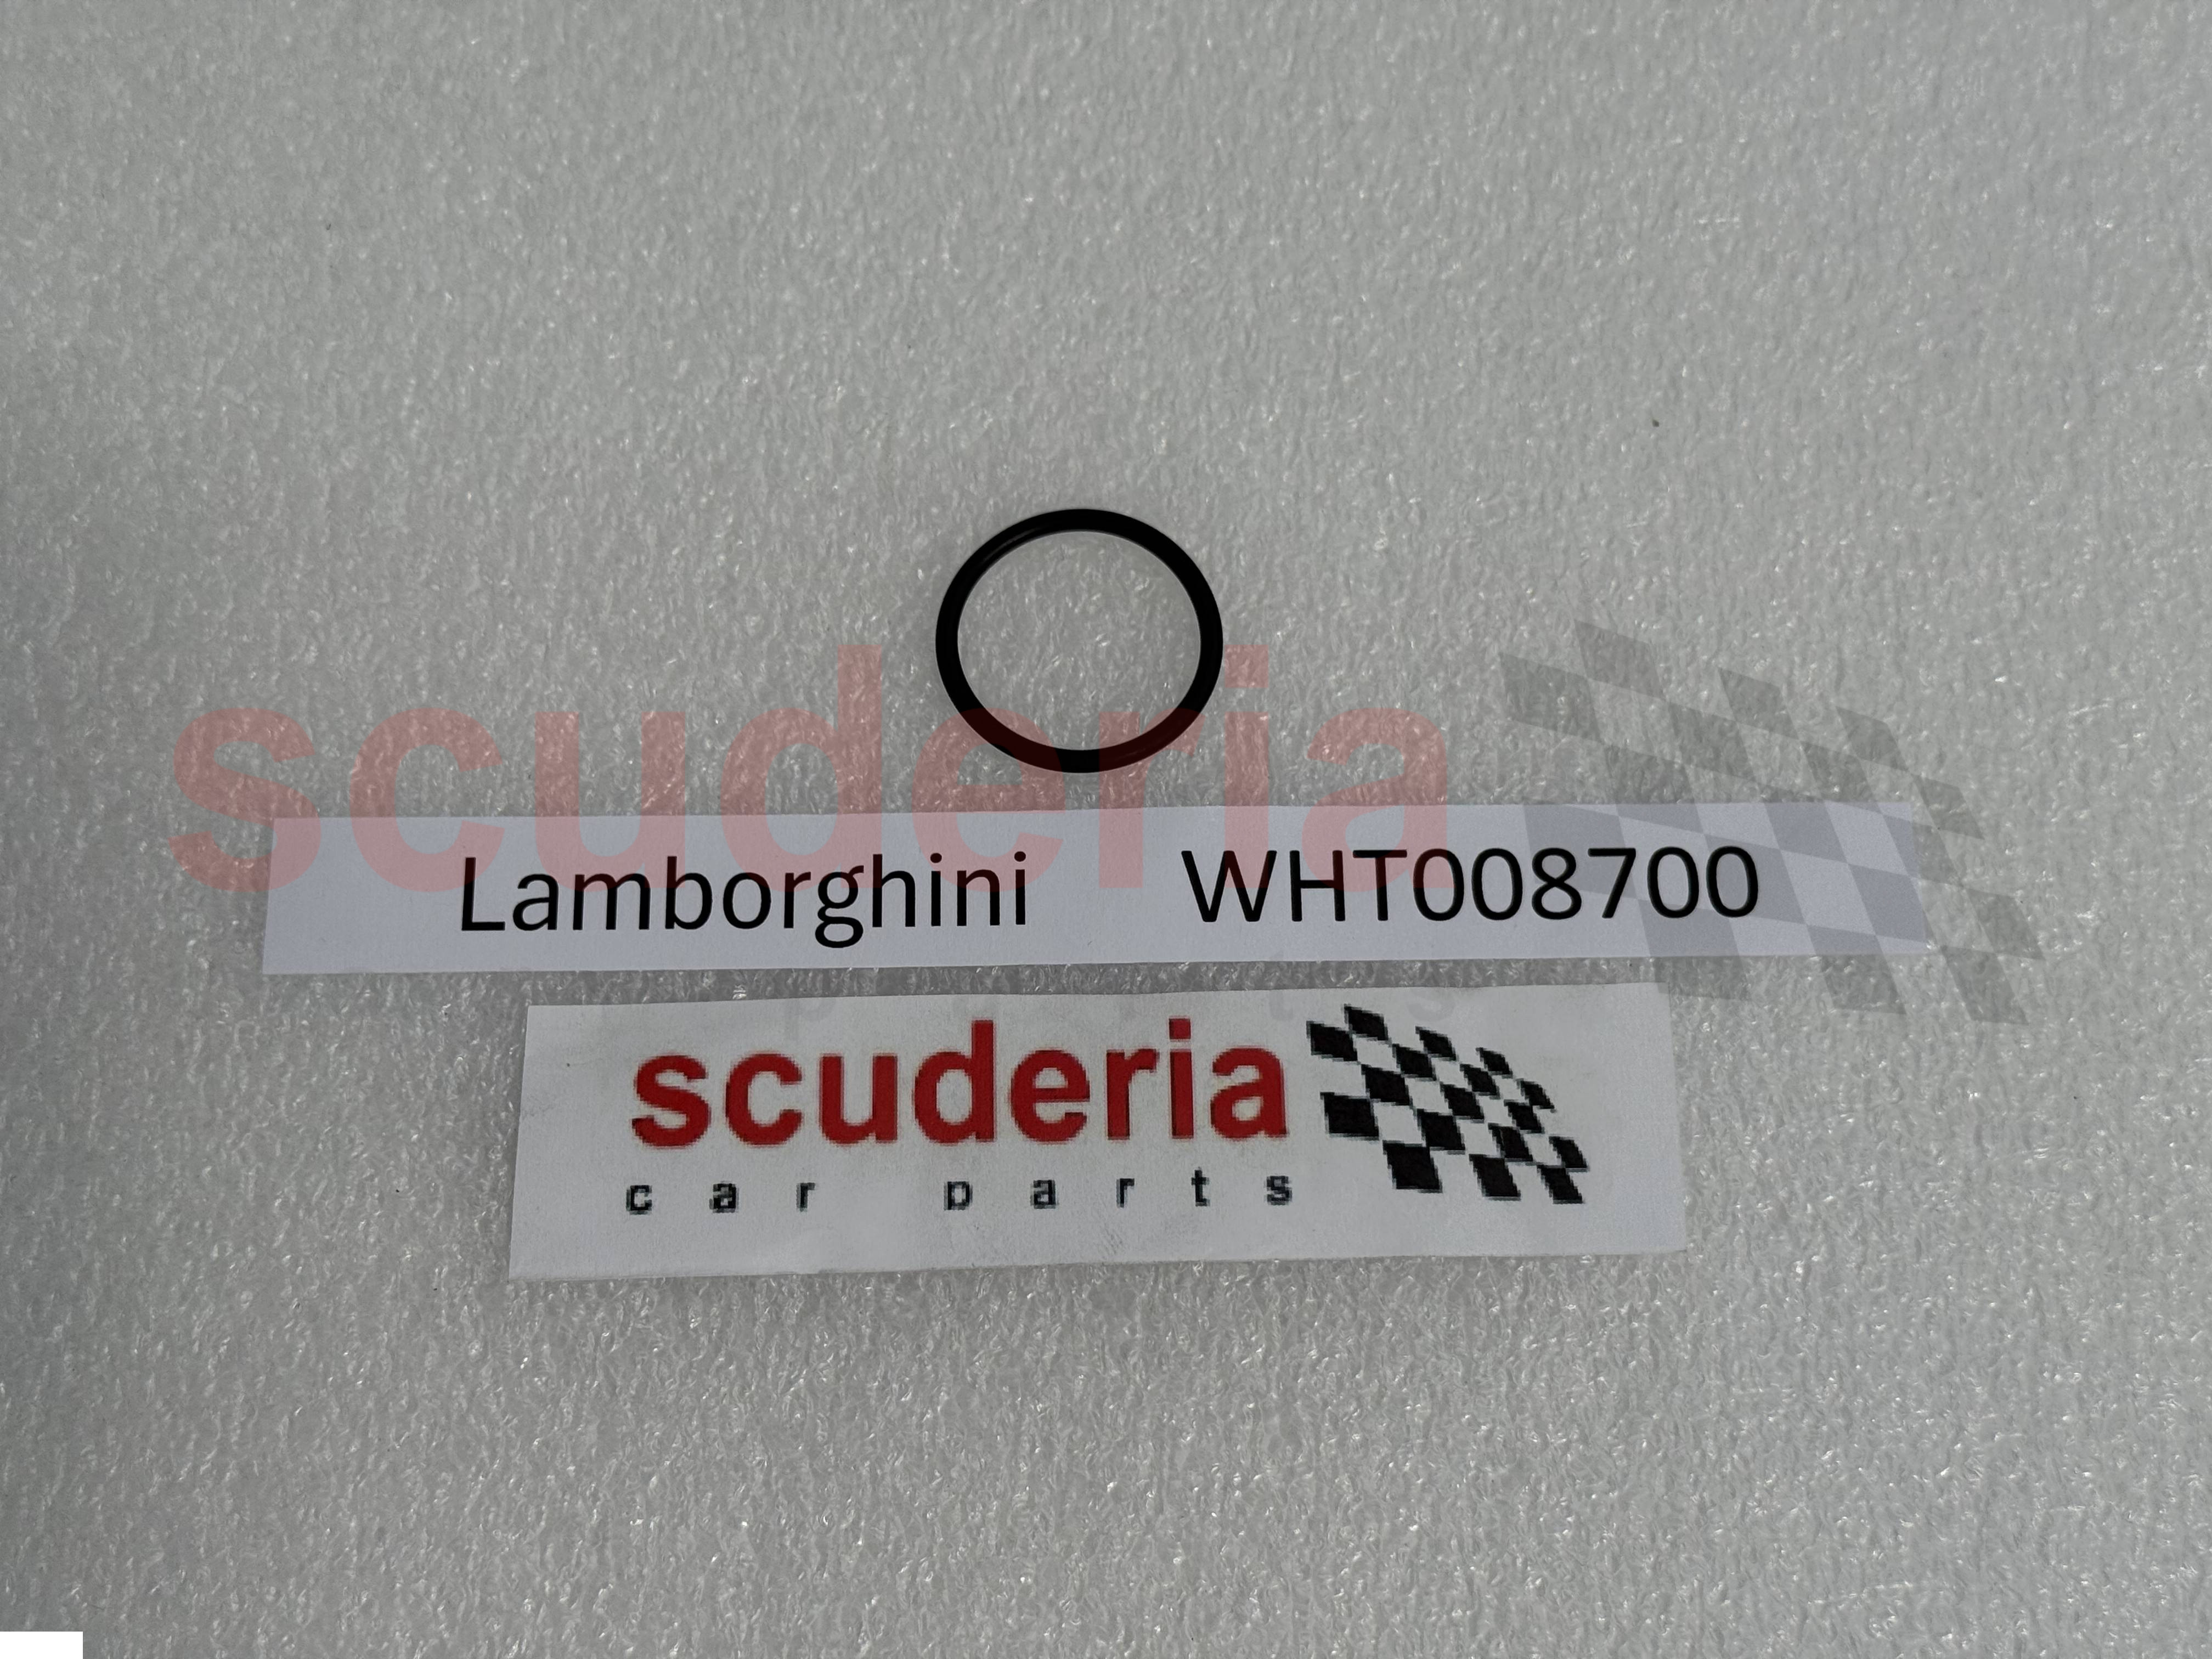 scuderia
Lamborghini WHT008700
scuderia
car parts